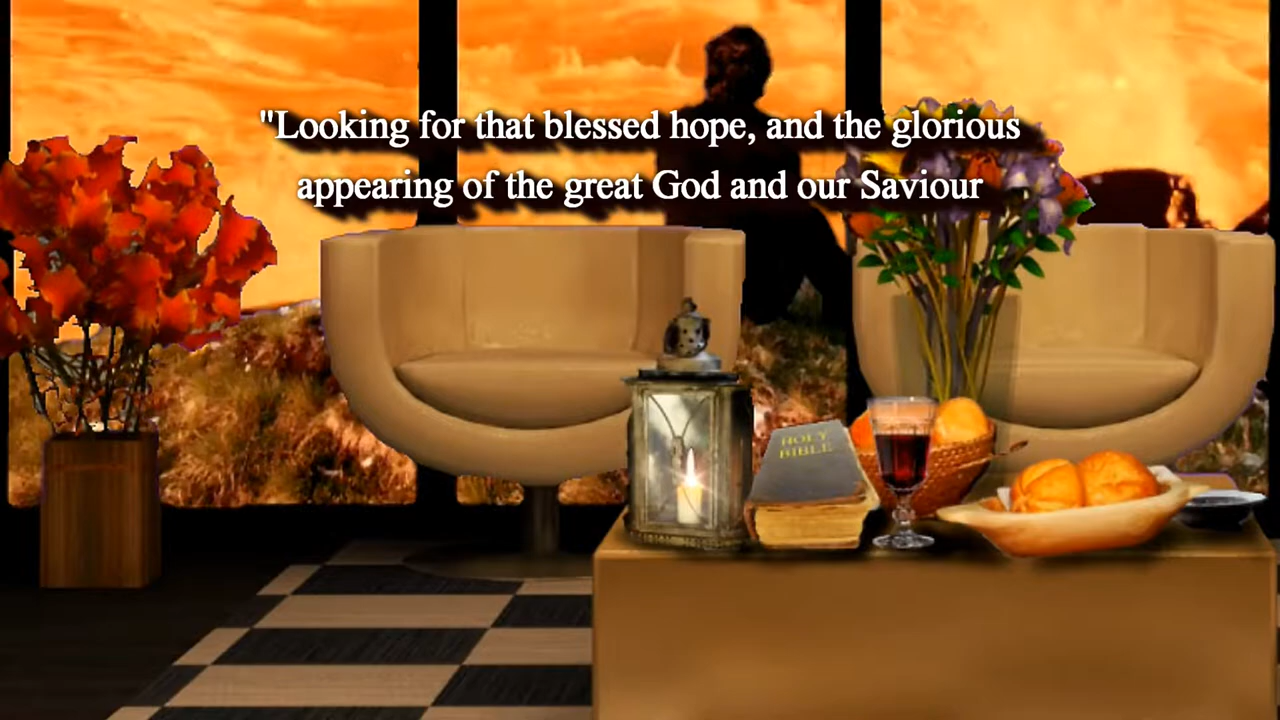 "Looking for that blessed hope, and the glorious
appearing of the great God and our Saviour
HOLY
BIBLE